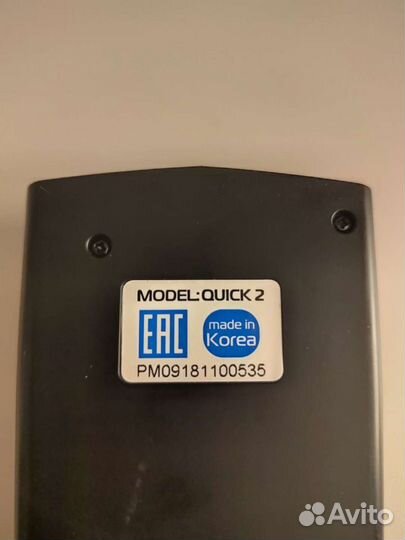 MODEL:QUICK 2
EAC
made in
Korea
PM09181100535
Avito